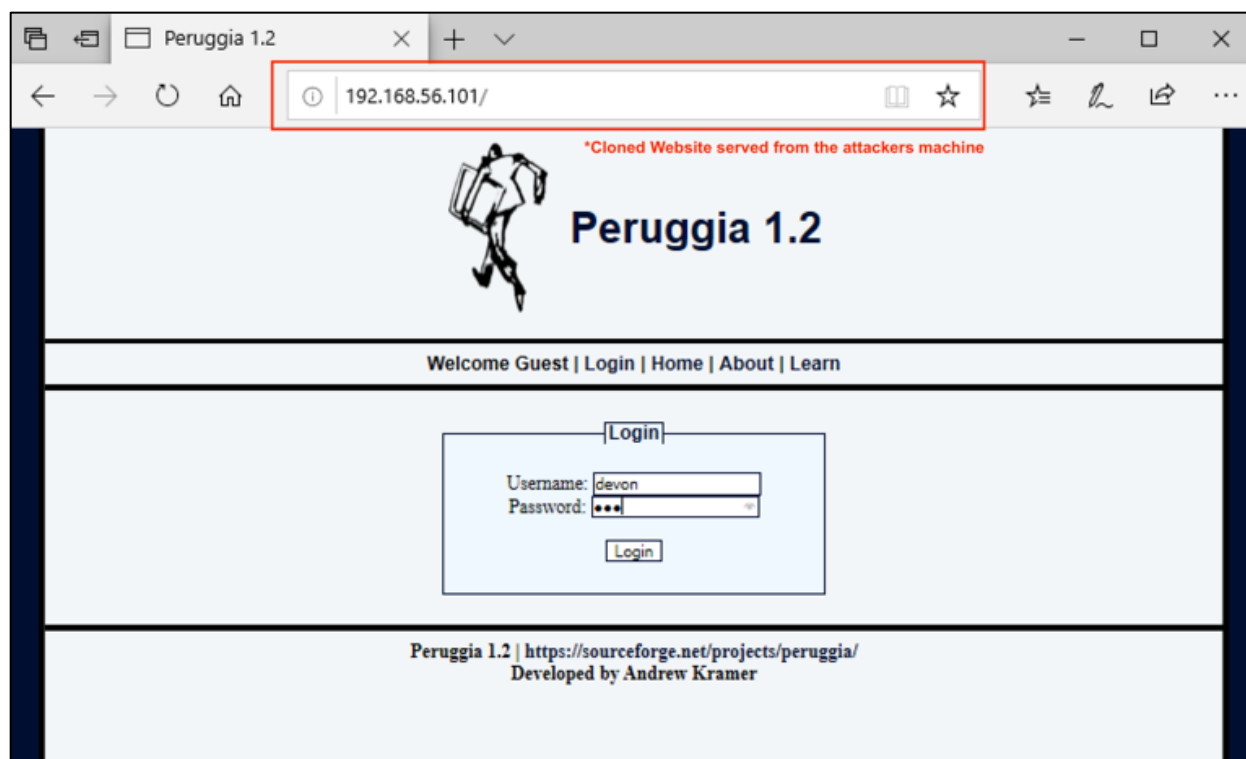 Peruggia 1.2
192.168.56.101/
*Cloned Website served from the attackers machine
Peruggia 1.2
Welcome Guest | Login | Home | About | Learn
Login
Username: devon
Password: •••
Login
Peruggia 1.2 | https://sourceforge.net/projects/peruggia/
Developed by Andrew Kramer